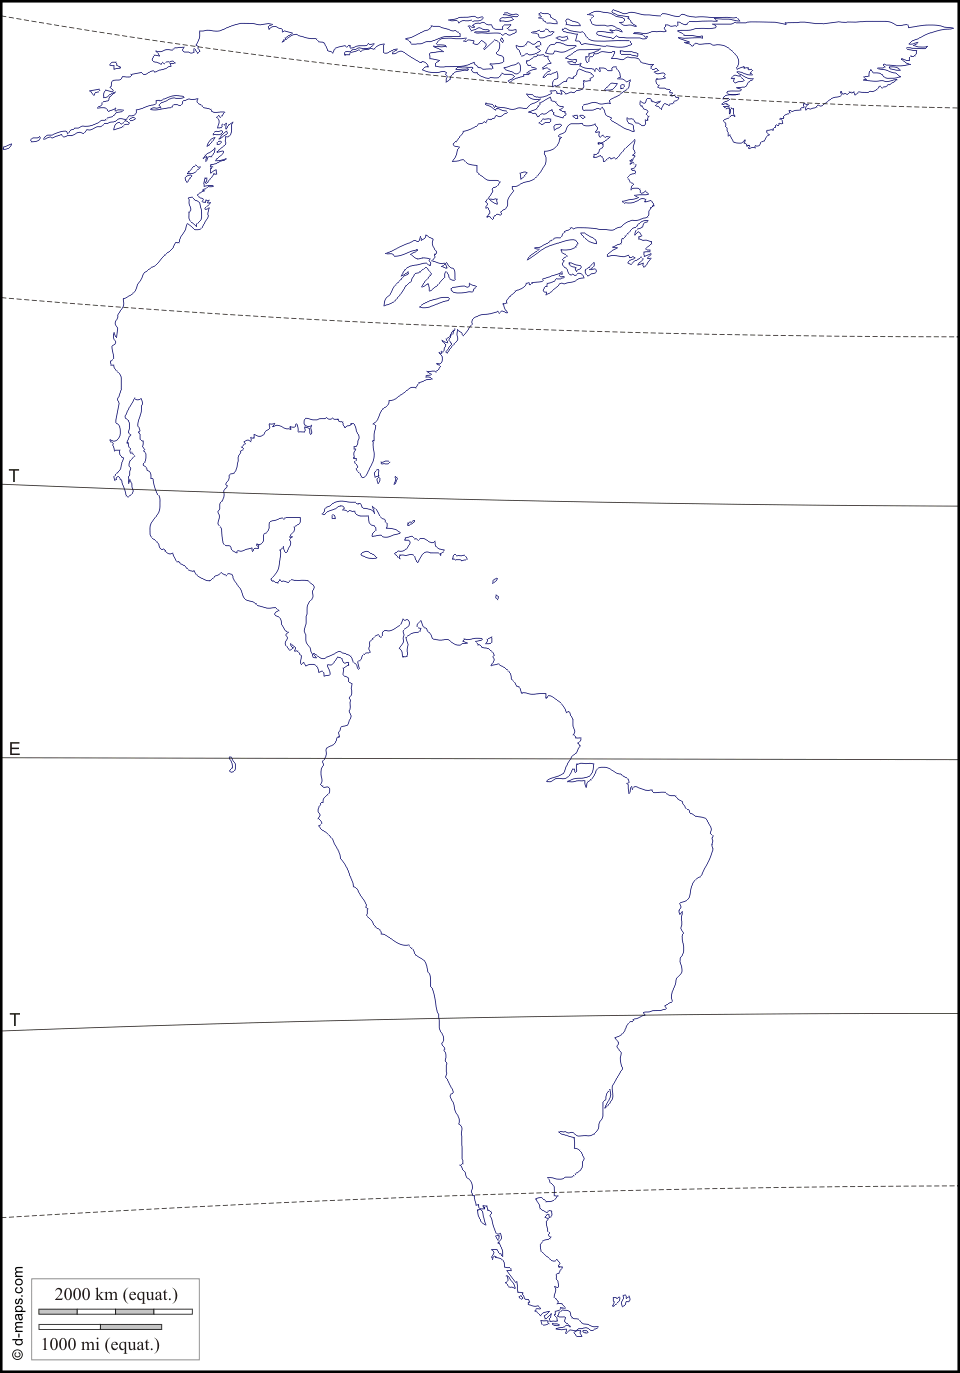 T
E
T
2000 km (equat.)
1000 mi (equat.)
© d-maps.com